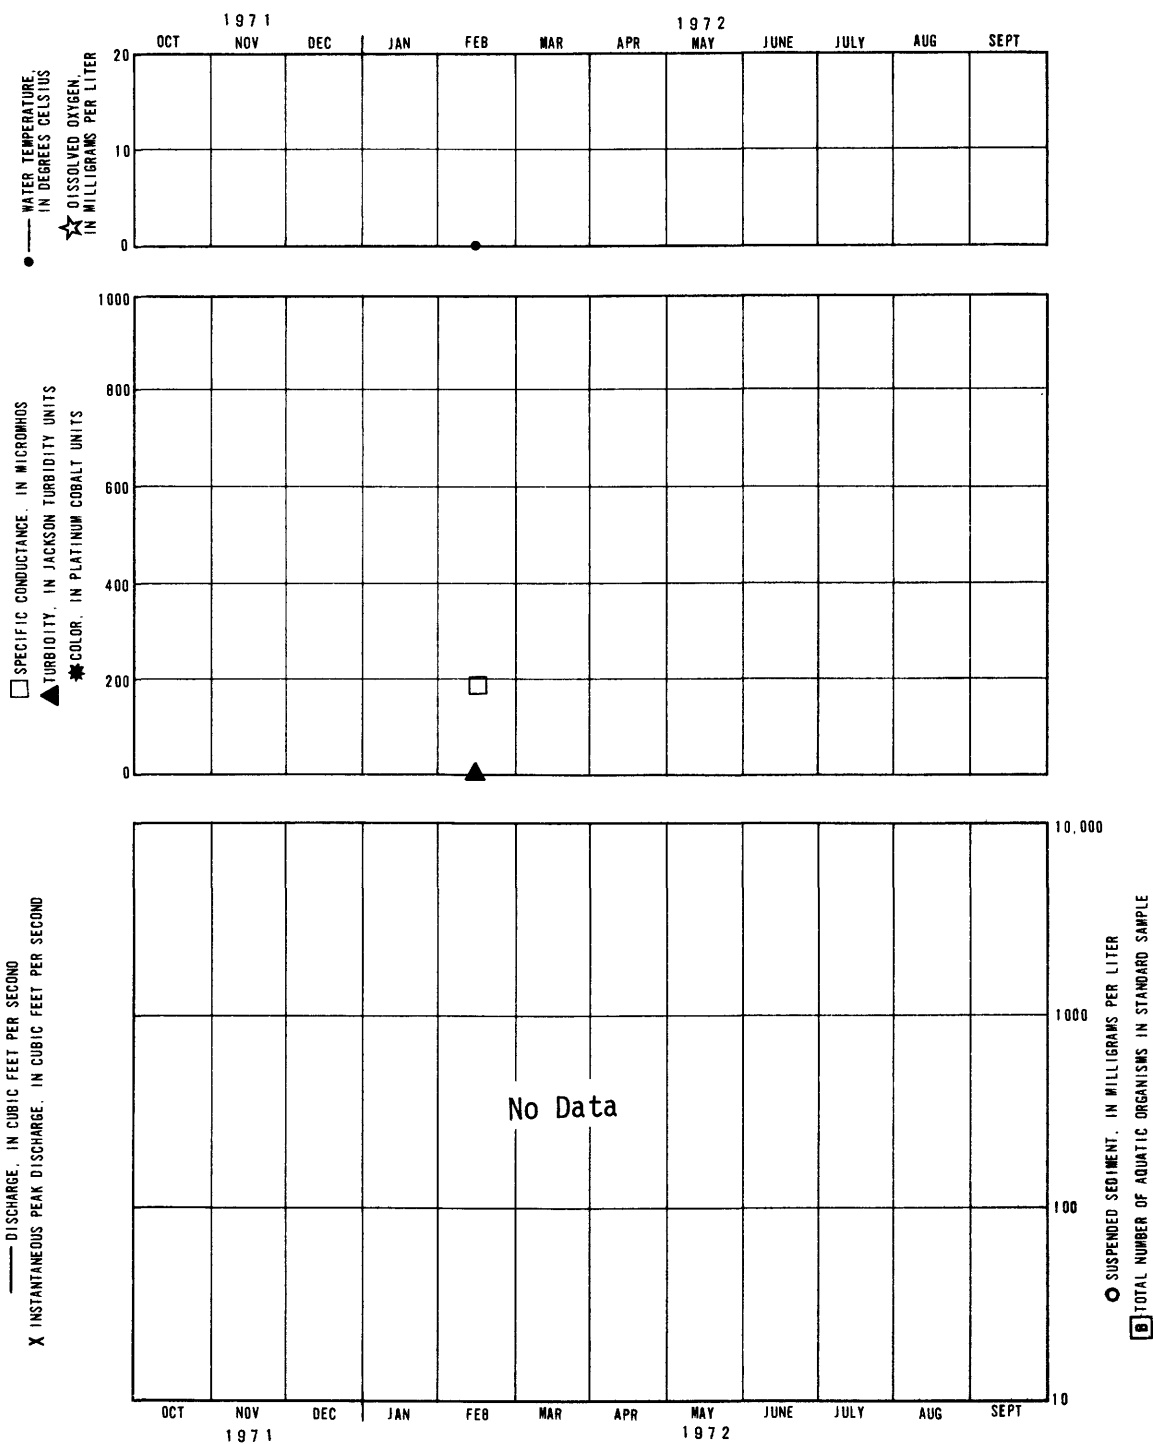 1971
1972
OCT NOV DEC JAN FEB MAR APR MAY JUNE JULY AUG SEPT
WATER TEMPERATURE,
IN DEGREES CELSIUS
DISSOLVED OXYGEN,
IN MILLIGRAMS PER LITER
20
10
0
SPECIFIC CONDUCTANCE. IN MICROMHOS
TURBIDITY. IN JACKSON TURBIDITY UNITS
COLOR. IN PLATINUM COBALT UNITS
1000
800
600
400
200
0
DISCHARGE. IN CUBIC FEET PER SECOND
X INSTANTANEOUS PEAK DISCHARGE. IN CUBIC FEET PER SECOND
No Data
10,000
1000
100
10
SUSPENDED SEDIMENT. IN MILLIGRAMS PER LITER
B TOTAL NUMBER OF AQUATIC ORGANISMS IN STANDARD SAMPLE
OCT NOV DEC JAN FEB MAR APR MAY JUNE JULY AUG SEPT
1971
1972